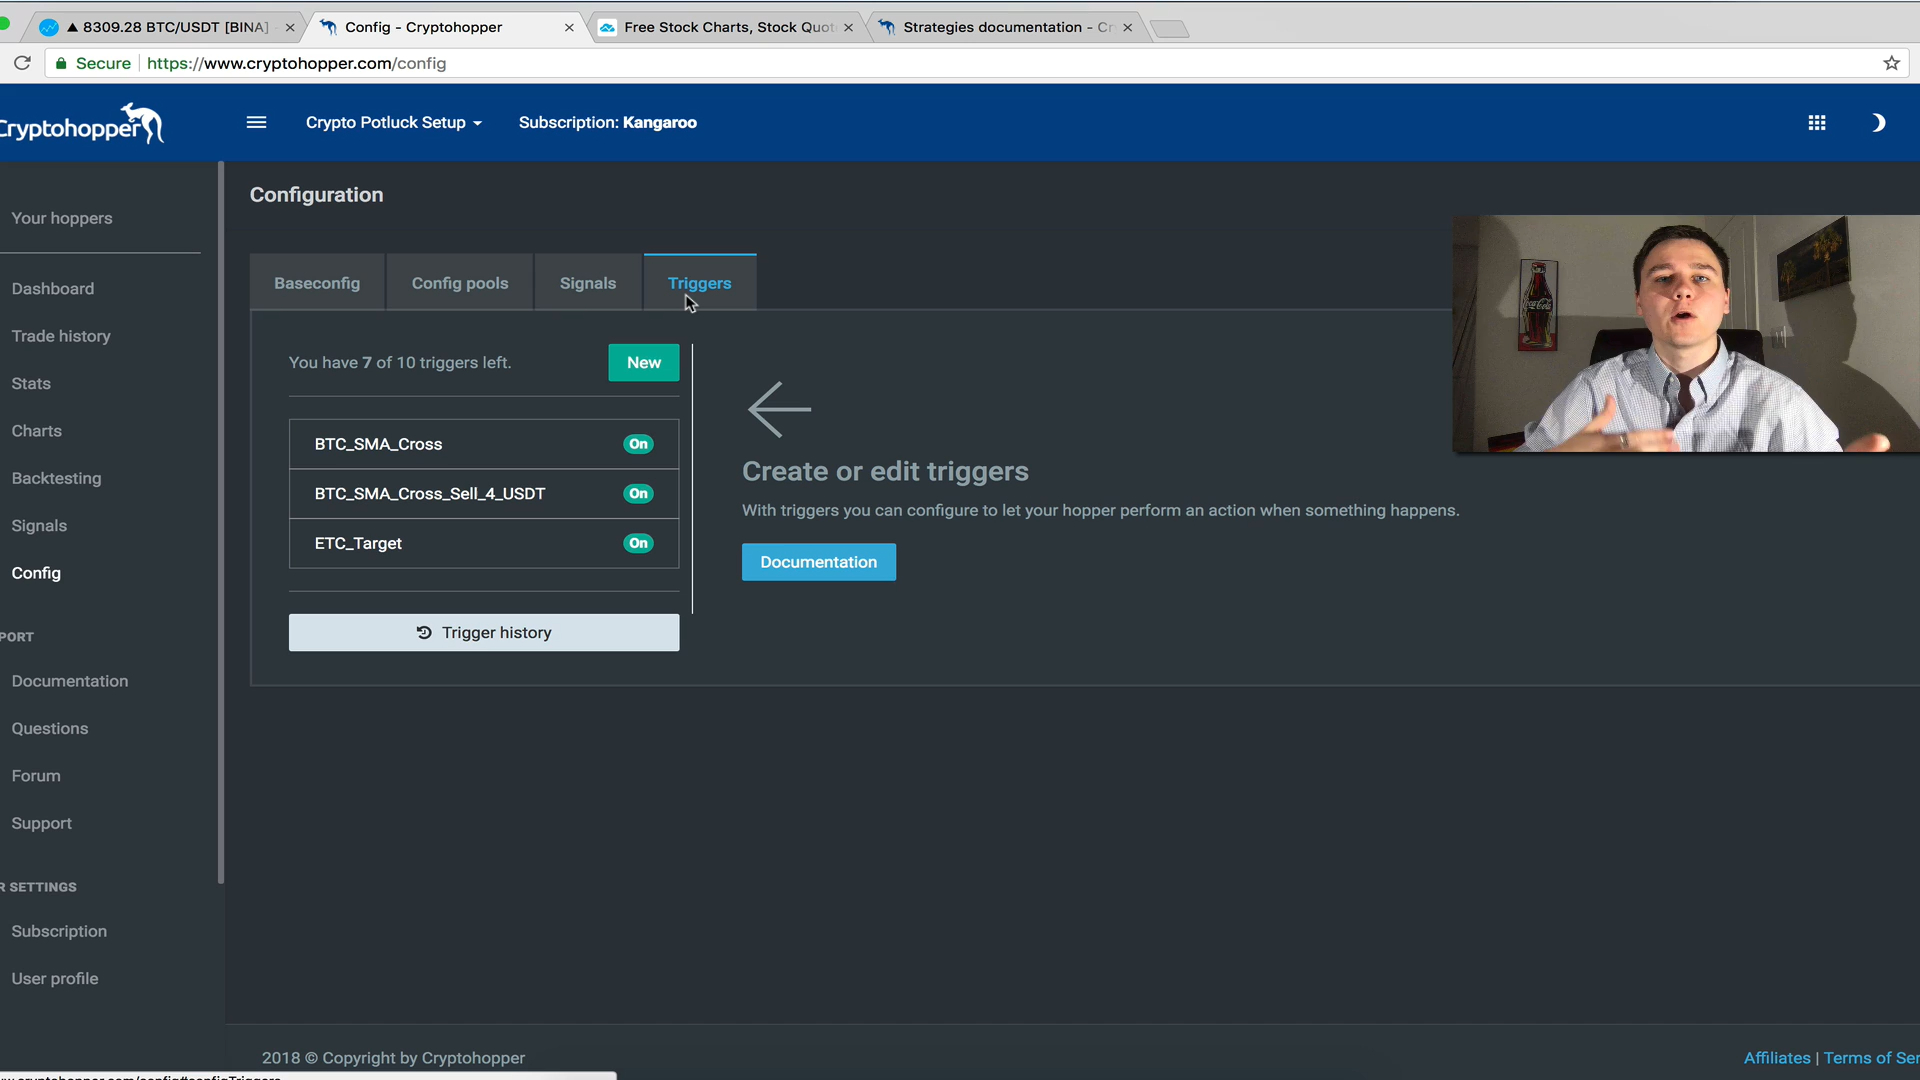 ▲ 8309.28 BTC/USDT [BINA]
Config - Cryptohopper
Free Stock Charts, Stock Quot
Strategies documentation - Cr
Secure https://www.cryptohopper.com/config
Cryptohopper
Crypto Potluck Setup
Subscription: Kangaroo
Configuration
Your hoppers
Dashboard
Trade history
Stats
Charts
Backtesting
Signals
Config
PORT
Documentation
Questions
Forum
Support
R SETTINGS
Subscription
User profile
Baseconfig
Config pools
Signals
Triggers
You have 7 of 10 triggers left.
New
BTC_SMA_Cross On
BTC_SMA_Cross_Sell_4_USDT On
ETC_Target On
Trigger history
Create or edit triggers
With triggers you can configure to let your hopper perform an action when something happens.
Documentation
Coca-Cola
2018 © Copyright by Cryptohopper
Affiliates | Terms of Ser